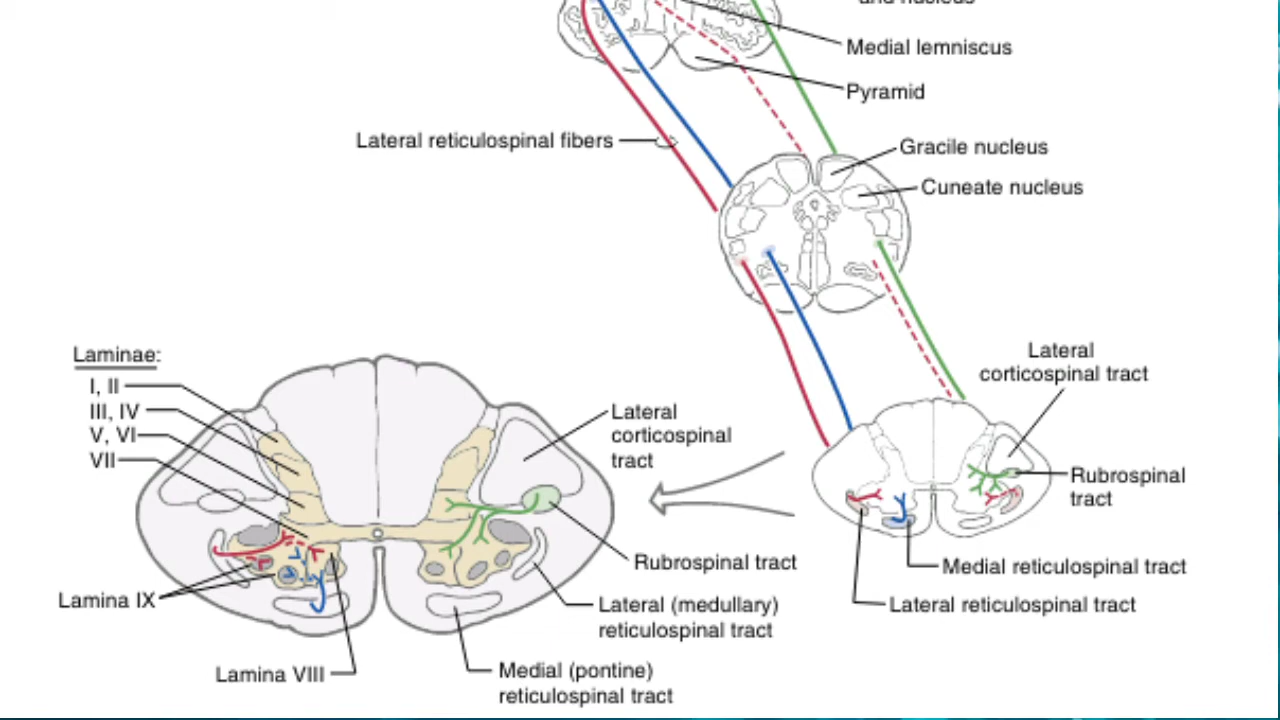 and nucleus
Medial lemniscus
Pyramid
Lateral reticulospinal fibers
Gracile nucleus
Cuneate nucleus
Laminae:
I, II
III, IV
V, VI
VII
Lateral
corticospinal
tract
Lateral
corticospinal tract
Rubrospinal
tract
Rubrospinal tract
Medial reticulospinal tract
Lamina IX
Lateral (medullary)
reticulospinal tract
Lateral reticulospinal tract
Lamina VIII
Medial (pontine)
reticulospinal tract